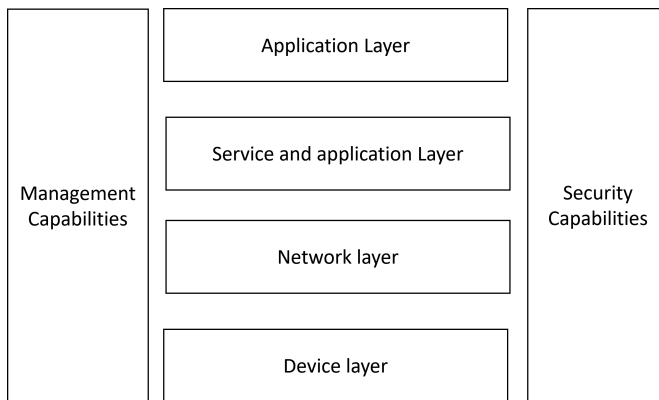 Application Layer
Service and application Layer
Management
Capabilities
Security
Capabilities
Network layer
Device layer